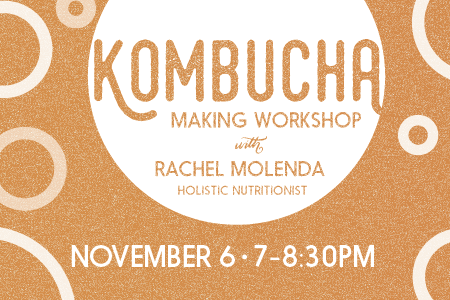 KOMBUCHA
MAKING WORKSHOP
with
RACHEL MOLENDA
HOLISTIC NUTRITIONIST
NOVEMBER 6 • 7-8:30PM